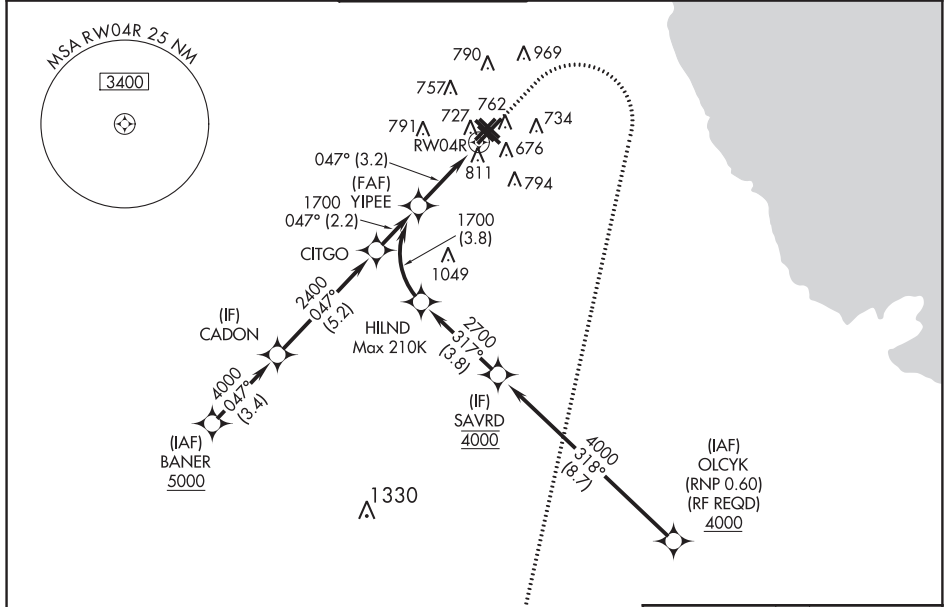 MSA RW04R 25 NM
3400
790
969
757
762
727
734
791
RW04R
676
811
794
047° (3.2)
(FAF)
YIPEE
1700
047° (2.2)
1700
(3.8)
CITGO
1049
2400
047°
(5.2)
(IF)
CADON
HILND
Max 210K
2700
317°
(3.8)
4000
047°
(3.4)
(IF)
SAVRD
4000
(IAF)
BANER
5000
4000
318°
(8.7)
(IAF)
OLCYK
(RNP 0.60)
(RF REQD)
4000
1330